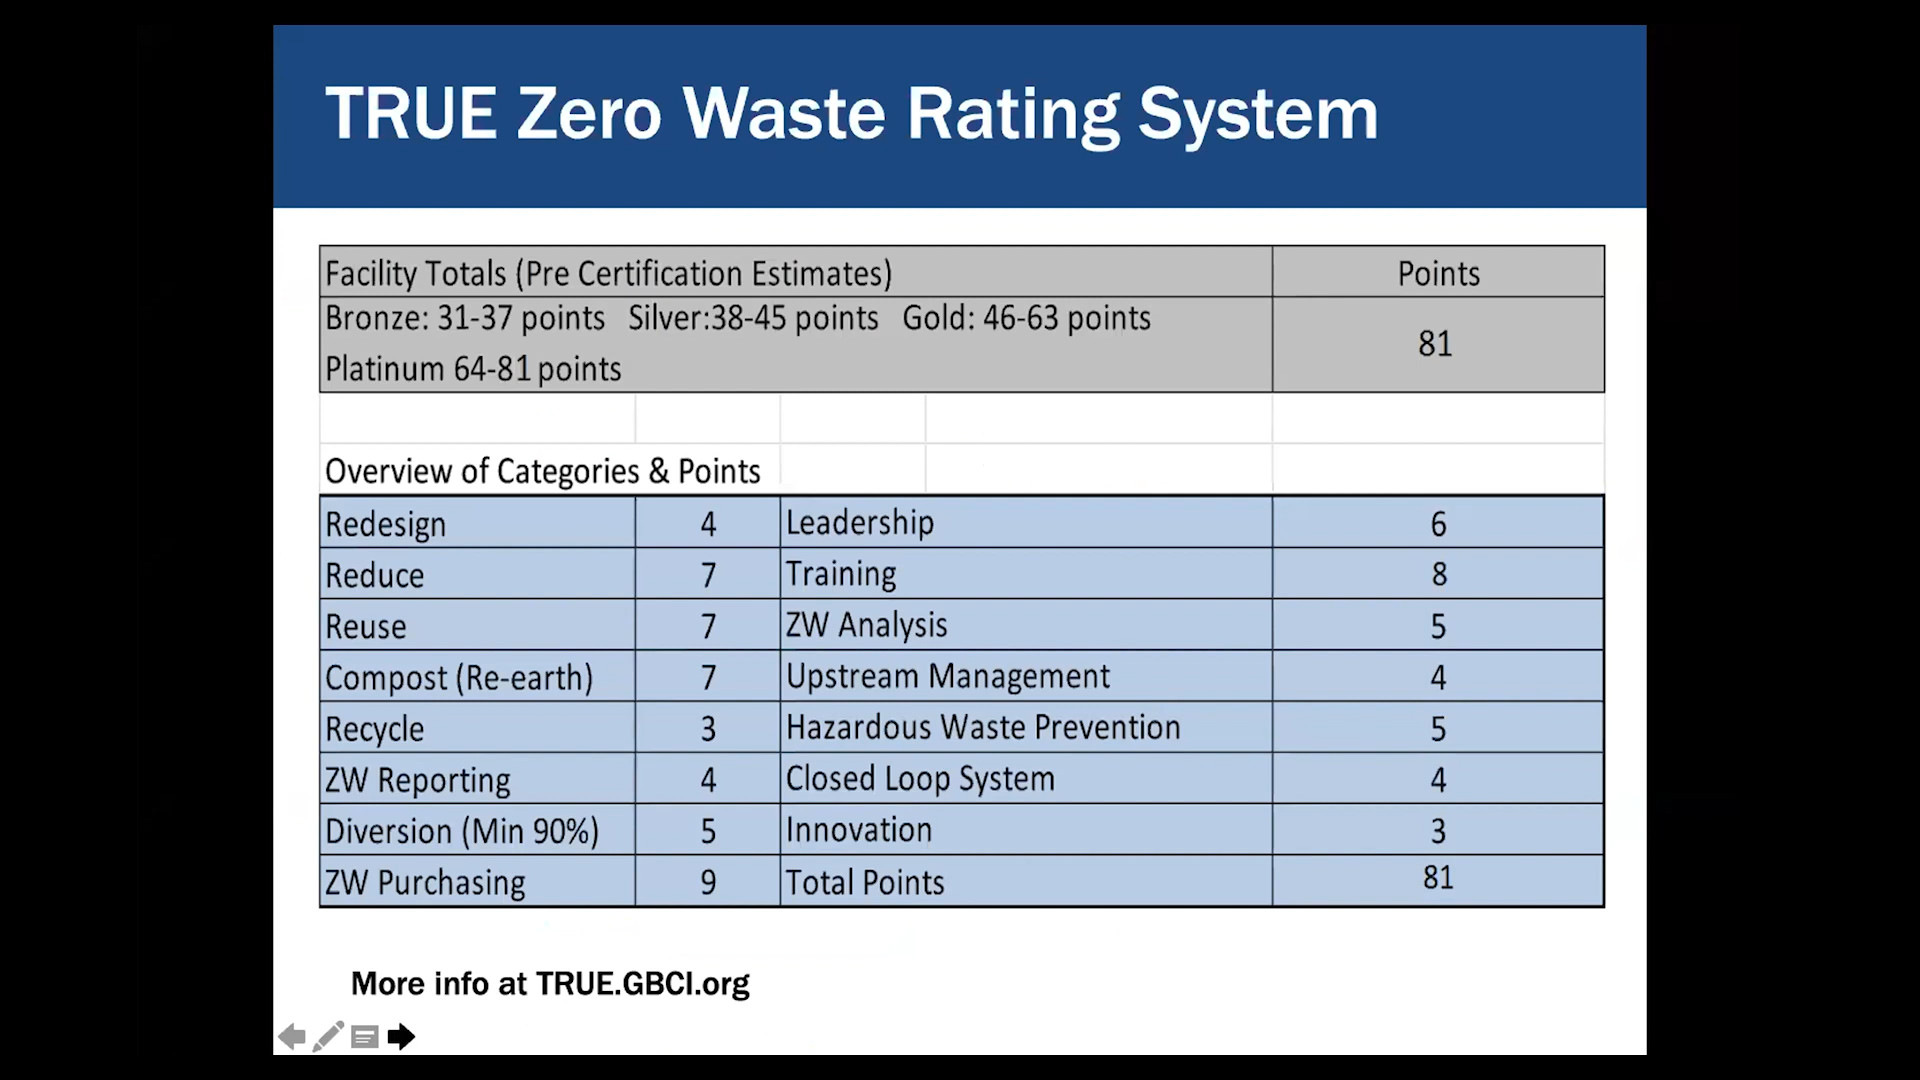 TRUE Zero Waste Rating System
Facility Totals (Pre Certification Estimates) Points
Bronze: 31-37 points Silver:38-45 points Gold: 46-63 points
Platinum 64-81 points 81
Overview of Categories & Points
Redesign 4 Leadership 6
Reduce 7 Training 8
Reuse 7 ZW Analysis 5
Compost (Re-earth) 7 Upstream Management 4
Recycle 3 Hazardous Waste Prevention 5
ZW Reporting 4 Closed Loop System 4
Diversion (Min 90%) 5 Innovation 3
ZW Purchasing 9 Total Points 81
More info at TRUE.GBCI.org